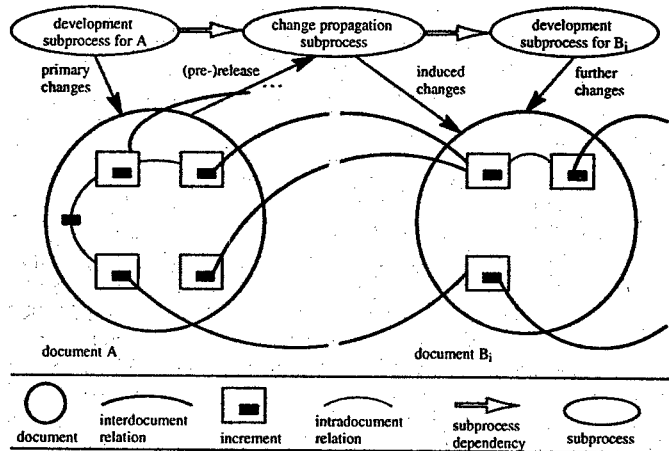 development
subprocess for A
change propagation
subprocess
development
subprocess for Bi
primary
changes
(pre-)release
...
induced
changes
further
changes
document A
document Bi
document
interdocument
relation
increment
intradocument
relation
subprocess
dependency
subprocess